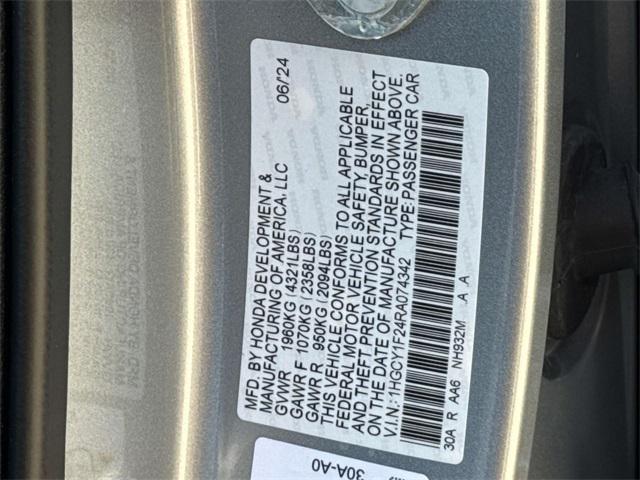 MFD. BY HONDA DEVELOPMENT & 06/24
MANUFACTURING OF AMERICA, LLC
GVWR 1960KG (4321LBS)
GAWR F 1070KG (2358LBS)
GAWR R 950KG (2094LBS)
THIS VEHICLE CONFORMS TO ALL APPLICABLE
FEDERAL MOTOR VEHICLE SAFETY, BUMPER,
AND THEFT PREVENTION STANDARDS IN EFFECT
ON THE DATE OF MANUFACTURE SHOWN ABOVE.
V.I.N.: 1HGCY1F24RA074342 TYPE: PASSENGER CAR
30A R AA6 NH932M .A .A
30A-A0